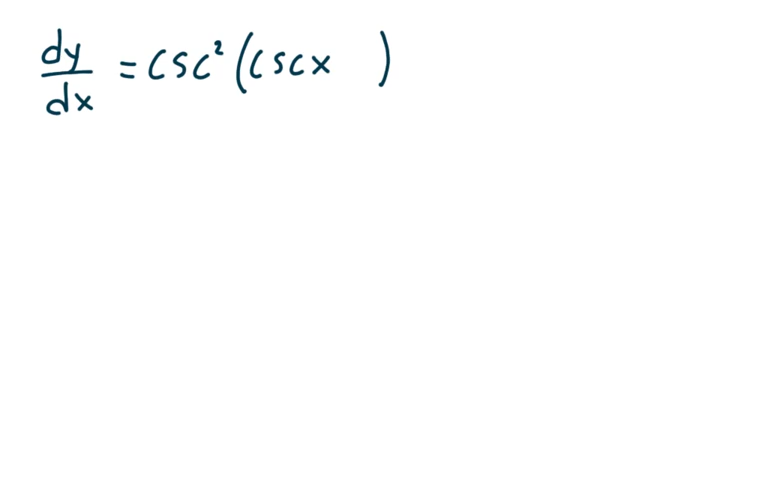 dy/dx = csc²(cscx )